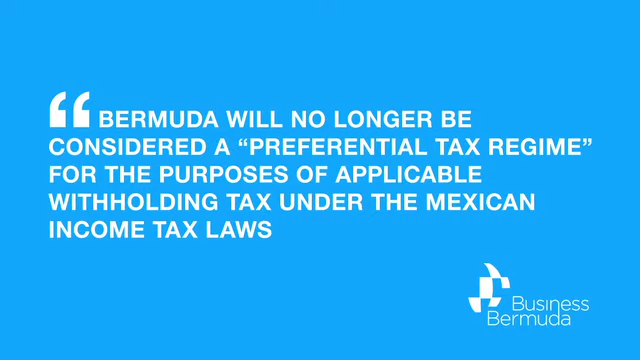 “ BERMUDA WILL NO LONGER BE
CONSIDERED A “PREFERENTIAL TAX REGIME”
FOR THE PURPOSES OF APPLICABLE
WITHHOLDING TAX UNDER THE MEXICAN
INCOME TAX LAWS
Business
Bermuda